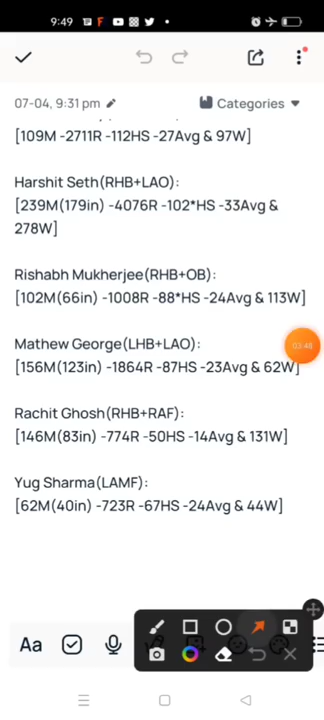 9:49
07-04, 9:31 pm
Categories
[109M -2711R -112HS -27Avg & 97W]
Harshit Seth(RHB+LAO):
[239M(179in) -4076R -102*HS -33Avg &
278W]
Rishabh Mukherjee(RHB+OB):
[102M(66in) -1008R -88*HS -24Avg & 113W]
Mathew George(LHB+LAO):
03:48
[156M(123in) -1864R -87HS -23Avg & 62W]
Rachit Ghosh(RHB+RAF):
[146M(83in) -774R -50HS -14Avg & 131W]
Yug Sharma(LAMF):
[62M(40in) -723R -67HS -24Avg & 44W]
Aa